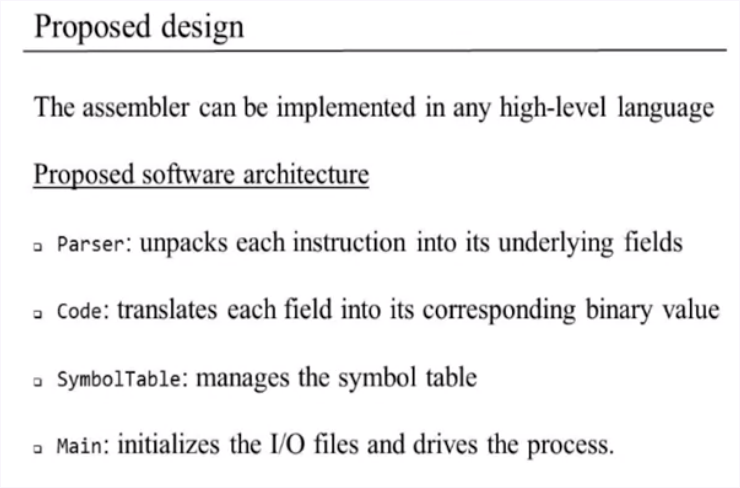 Proposed design
The assembler can be implemented in any high-level language
Proposed software architecture
Parser: unpacks each instruction into its underlying fields
Code: translates each field into its corresponding binary value
SymbolTable: manages the symbol table
Main: initializes the I/O files and drives the process.